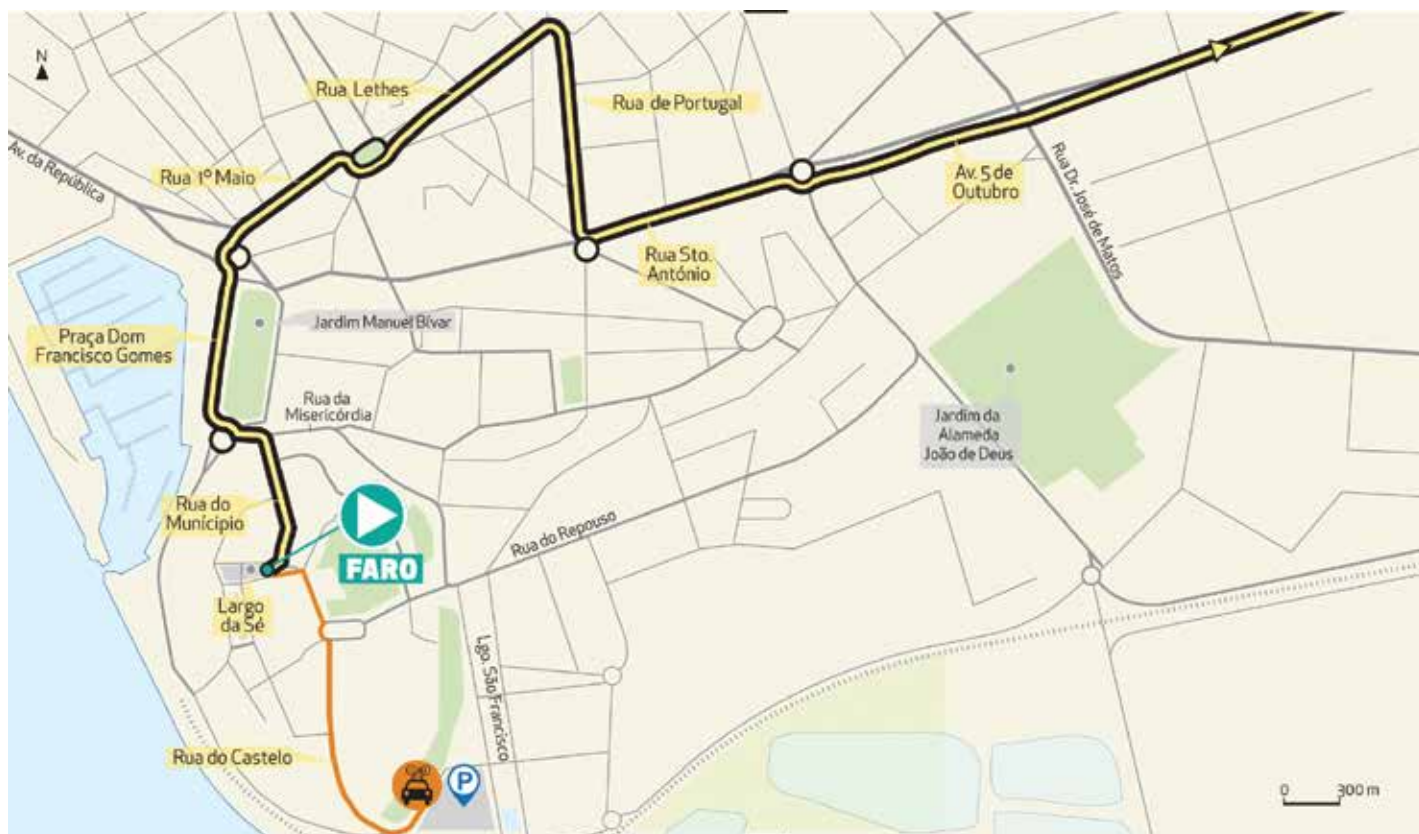 N
Rua Lethes
Rua de Portugal
Av. da República
Rua 1º Maio
Av. 5 de
Outubro
Rua Dr. José de Matos
Rua Sto.
António
Praça Dom
Francisco Gomes
Jardim Manuel Bívar
Rua da
Misericórdia
Jardim da
Alameda
João de Deus
Rua do
Município
FARO
Rua do Repouso
Largo
da Sé
Lgo. São Francisco
Rua do Castelo
P
0 300 m